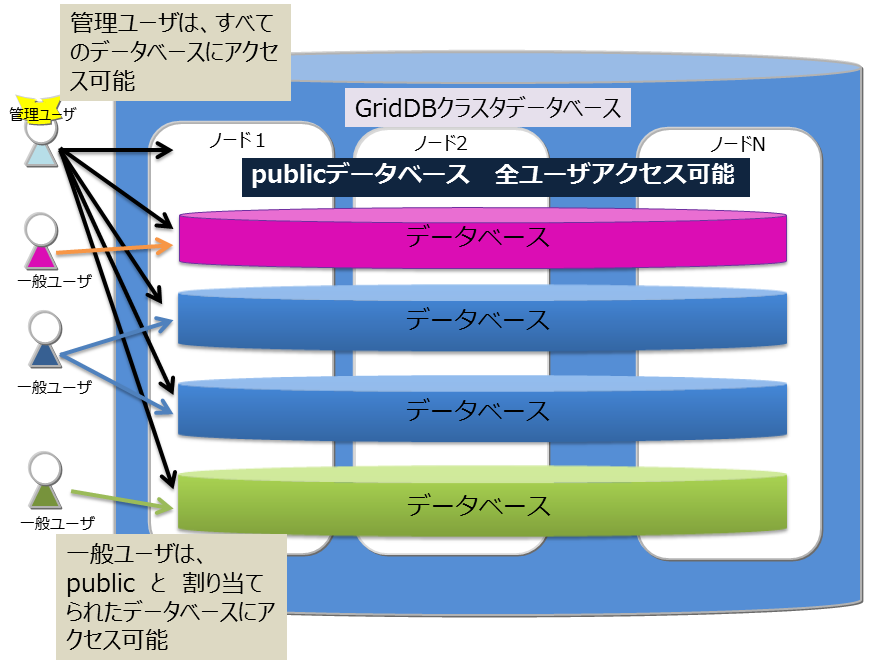 管理ユーザは、すべて
のデータベースにアクセ
ス可能
GridDBクラスタデータベース
管理ユーザ
ノード１
ノード2
ノードN
publicデータベース　全ユーザアクセス可能
データベース
一般ユーザ
データベース
一般ユーザ
データベース
データベース
一般ユーザ
一般ユーザは、
public と 割り当て
られたデータベースにア
クセス可能